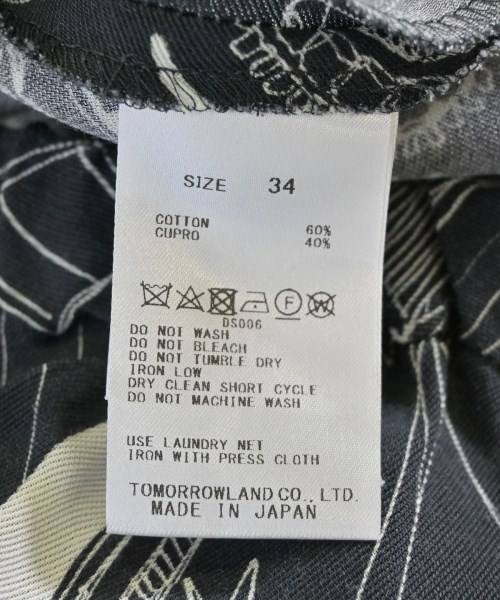 SIZE 34
COTTON 60%
CUPRO 40%
F W
DS006
DO NOT WASH
DO NOT BLEACH
DO NOT TUMBLE DRY
IRON LOW
DRY CLEAN SHORT CYCLE
DO NOT MACHINE WASH
USE LAUNDRY NET
IRON WITH PRESS CLOTH
TOMORROWLAND CO., LTD.
MADE IN JAPAN